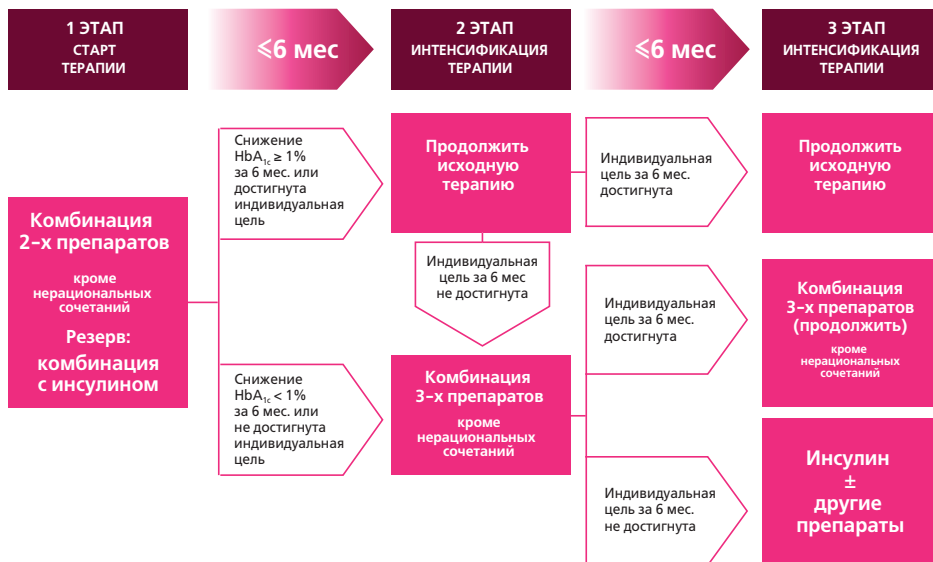 1 ЭТАП
СТАРТ
ТЕРАПИИ
⩽6 мес
2 ЭТАП
ИНТЕНСИФИКАЦИЯ
ТЕРАПИИ
⩽6 мес
3 ЭТАП
ИНТЕНСИФИКАЦИЯ
ТЕРАПИИ
Комбинация
2-х препаратов
кроме
нерациональных
сочетаний
Резерв:
комбинация
с инсулином
Снижение
HbA1c ≥ 1%
за 6 мес. или
достигнута
индивидуальная
цель
Снижение
HbA1c < 1%
за 6 мес. или
не достигнута
индивидуальная
цель
Продолжить
исходную
терапию
Индивидуальная
цель за 6 мес
не достигнута
Комбинация
3-х препаратов
кроме
нерациональных
сочетаний
Индивидуальная
цель за 6 мес.
достигнута
Индивидуальная
цель за 6 мес.
достигнута
Индивидуальная
цель за 6 мес.
не достигнута
Продолжить
исходную
терапию
Комбинация
3-х препаратов
(продолжить)
кроме
нерациональных
сочетаний
Инсулин
±
другие
препараты